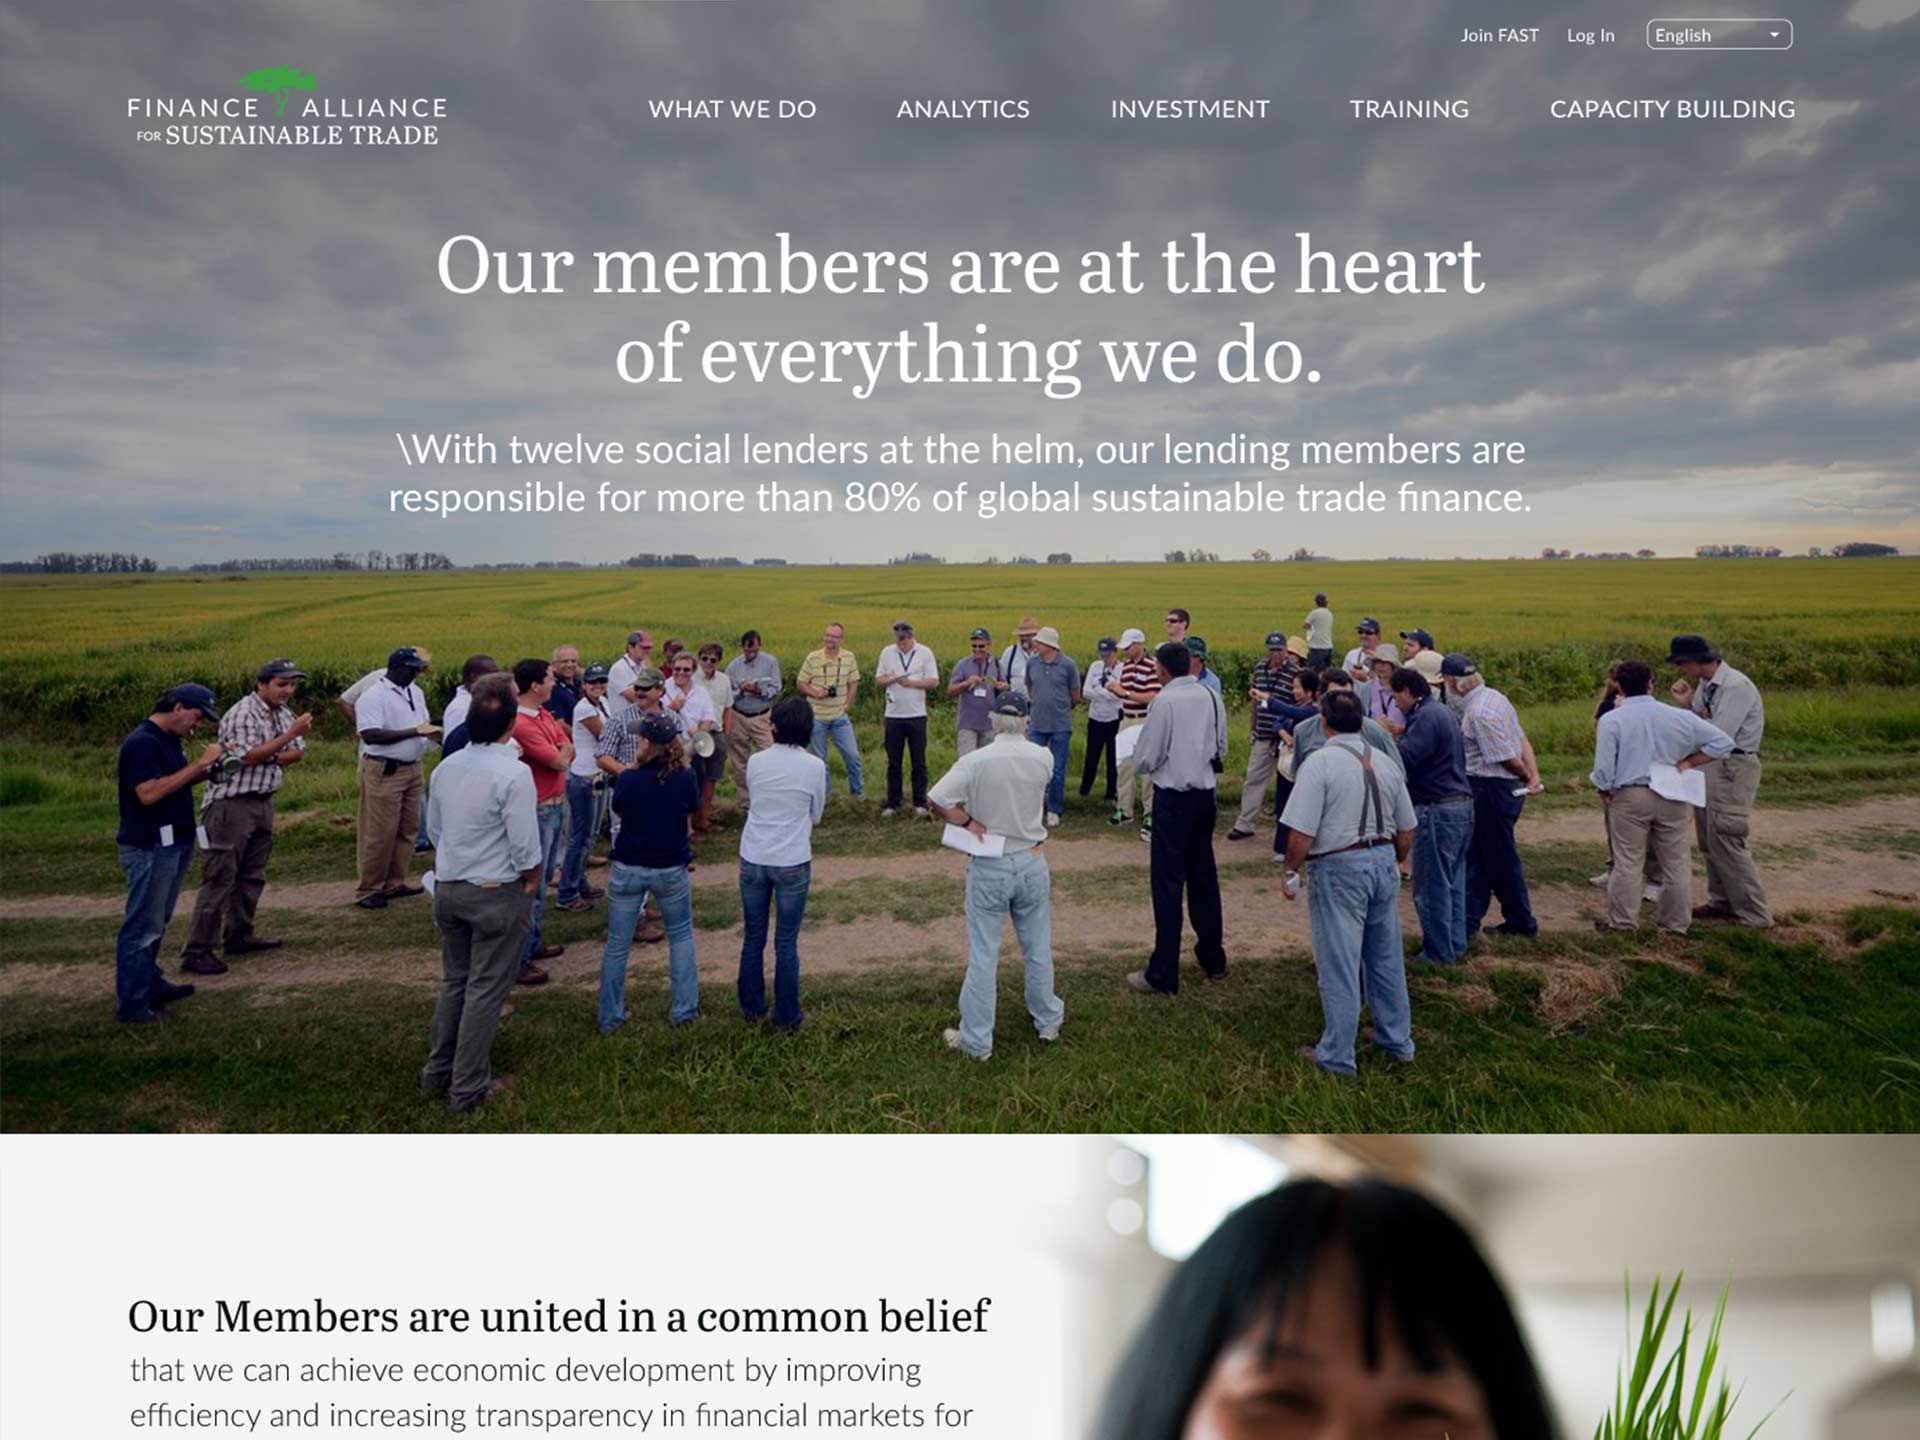 Join FAST Log In English
FINANCE ALLIANCE
FOR SUSTAINABLE TRADE
WHAT WE DO ANALYTICS INVESTMENT TRAINING CAPACITY BUILDING
Our members are at the heart
of everything we do.
\With twelve social lenders at the helm, our lending members are
responsible for more than 80% of global sustainable trade finance.
Our Members are united in a common belief
that we can achieve economic development by improving
efficiency and increasing transparency in financial markets for